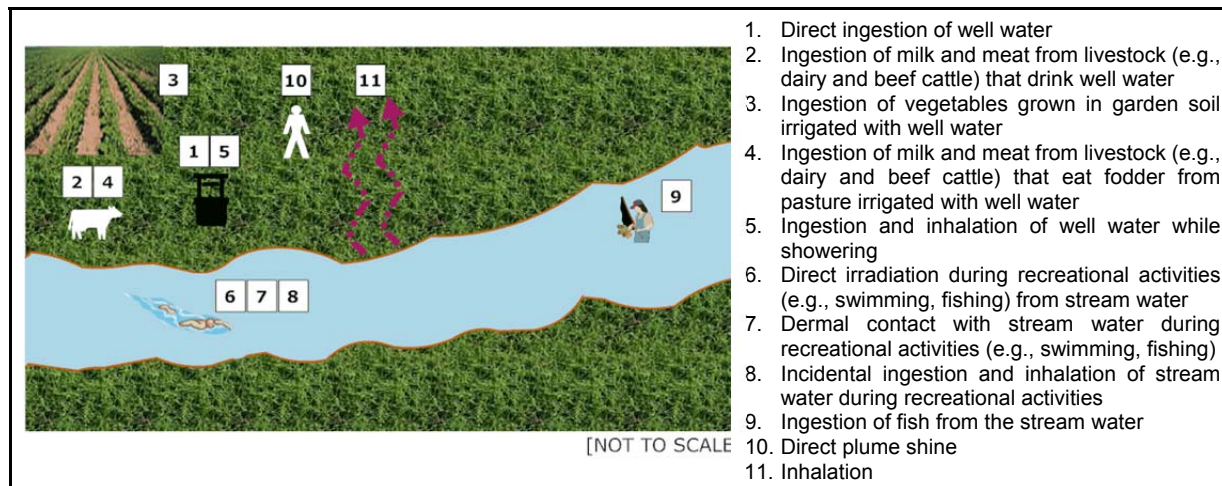 3
10
11
1 5
2 4
9
6 7 8
[NOT TO SCALE
1. Direct ingestion of well water
2. Ingestion of milk and meat from livestock (e.g.,
dairy and beef cattle) that drink well water
3. Ingestion of vegetables grown in garden soil
irrigated with well water
4. Ingestion of milk and meat from livestock (e.g.,
dairy and beef cattle) that eat fodder from
pasture irrigated with well water
5. Ingestion and inhalation of well water while
showering
6. Direct irradiation during recreational activities
(e.g., swimming, fishing) from stream water
7. Dermal contact with stream water during
recreational activities (e.g., swimming, fishing)
8. Incidental ingestion and inhalation of stream
water during recreational activities
9. Ingestion of fish from the stream water
10. Direct plume shine
11. Inhalation